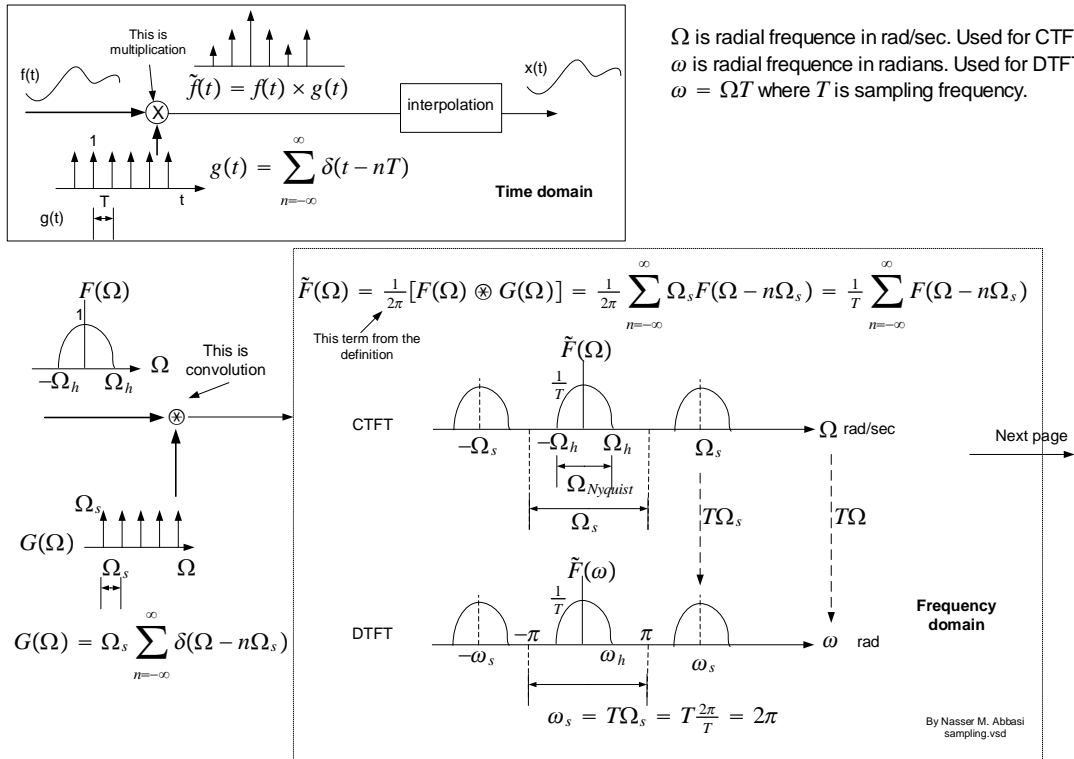 This is
multiplication
f(t)
f̃(t) = f(t) × g(t)
x(t)
X
interpolation
1
g(t) = ∑_{n=−∞}^{∞} δ(t − nT)
T
t
g(t)
Time domain
Ω is radial frequence in rad/sec. Used for CTF
ω is radial frequence in radians. Used for DTFT
ω = ΩT where T is sampling frequency.
F(Ω)
1
Ω
−Ω_h Ω_h
This is
convolution
Ω_s
G(Ω)
Ω_s
Ω
G(Ω) = Ω_s ∑_{n=−∞}^{∞} δ(Ω − nΩ_s)
F̃(Ω) = 1/2π [F(Ω) ⊛ G(Ω)] = 1/2π ∑_{n=−∞}^{∞} Ω_s F(Ω − nΩ_s) = 1/T ∑_{n=−∞}^{∞} F(Ω − nΩ_s)
This term from the
definition
F̃(Ω)
1/T
CTFT
Ω rad/sec
−Ω_s −Ω_h Ω_h Ω_s
Ω_Nyquist
Ω_s
TΩ_s
TΩ
Next page
F̃(ω)
1/T
DTFT
−π π
ω rad
−ω_s ω_h ω_s
ω_s = TΩ_s = T 2π/T = 2π
Frequency
domain
By Nasser M. Abbasi
sampling.vsd